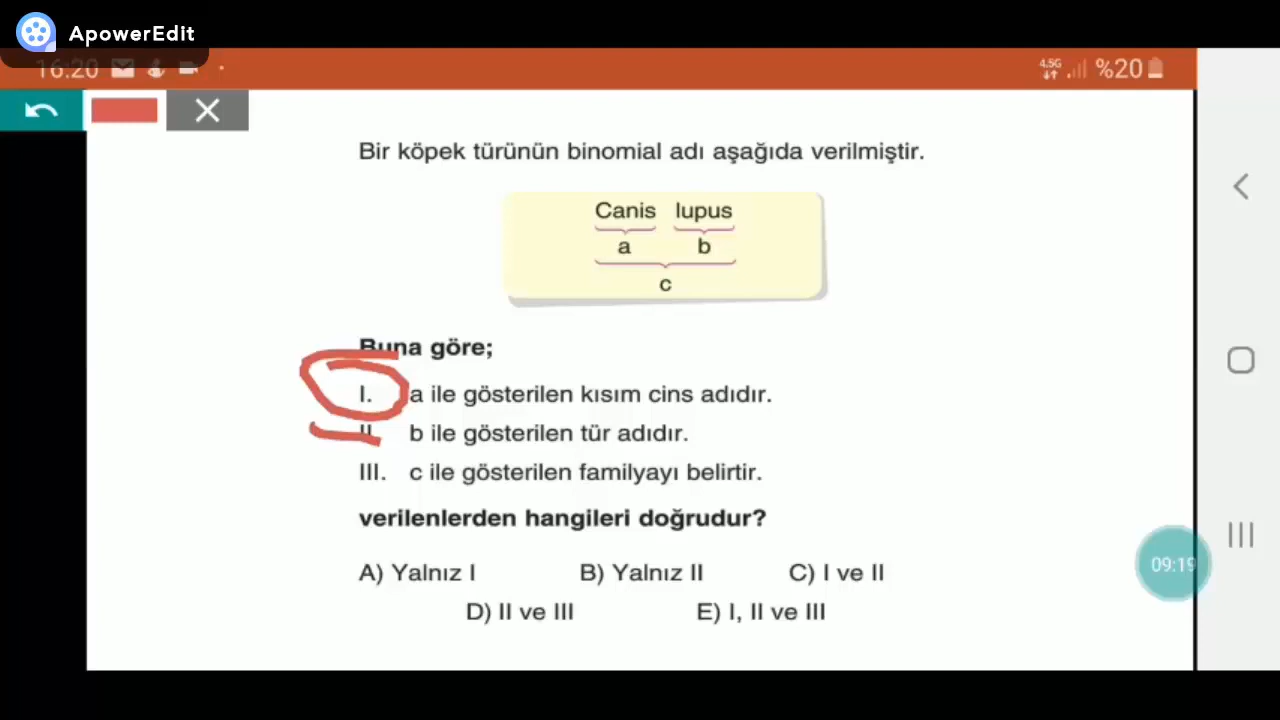 ApowerEdit
16:20
4.5G %20
Bir köpek türünün binomial adı aşağıda verilmiştir.
Canis lupus
a b
c
Buna göre;
I. a ile gösterilen kısım cins adıdır.
II. b ile gösterilen tür adıdır.
III. c ile gösterilen familyayı belirtir.
verilenlerden hangileri doğrudur?
A) Yalnız I B) Yalnız II C) I ve II
D) II ve III E) I, II ve III
09:19